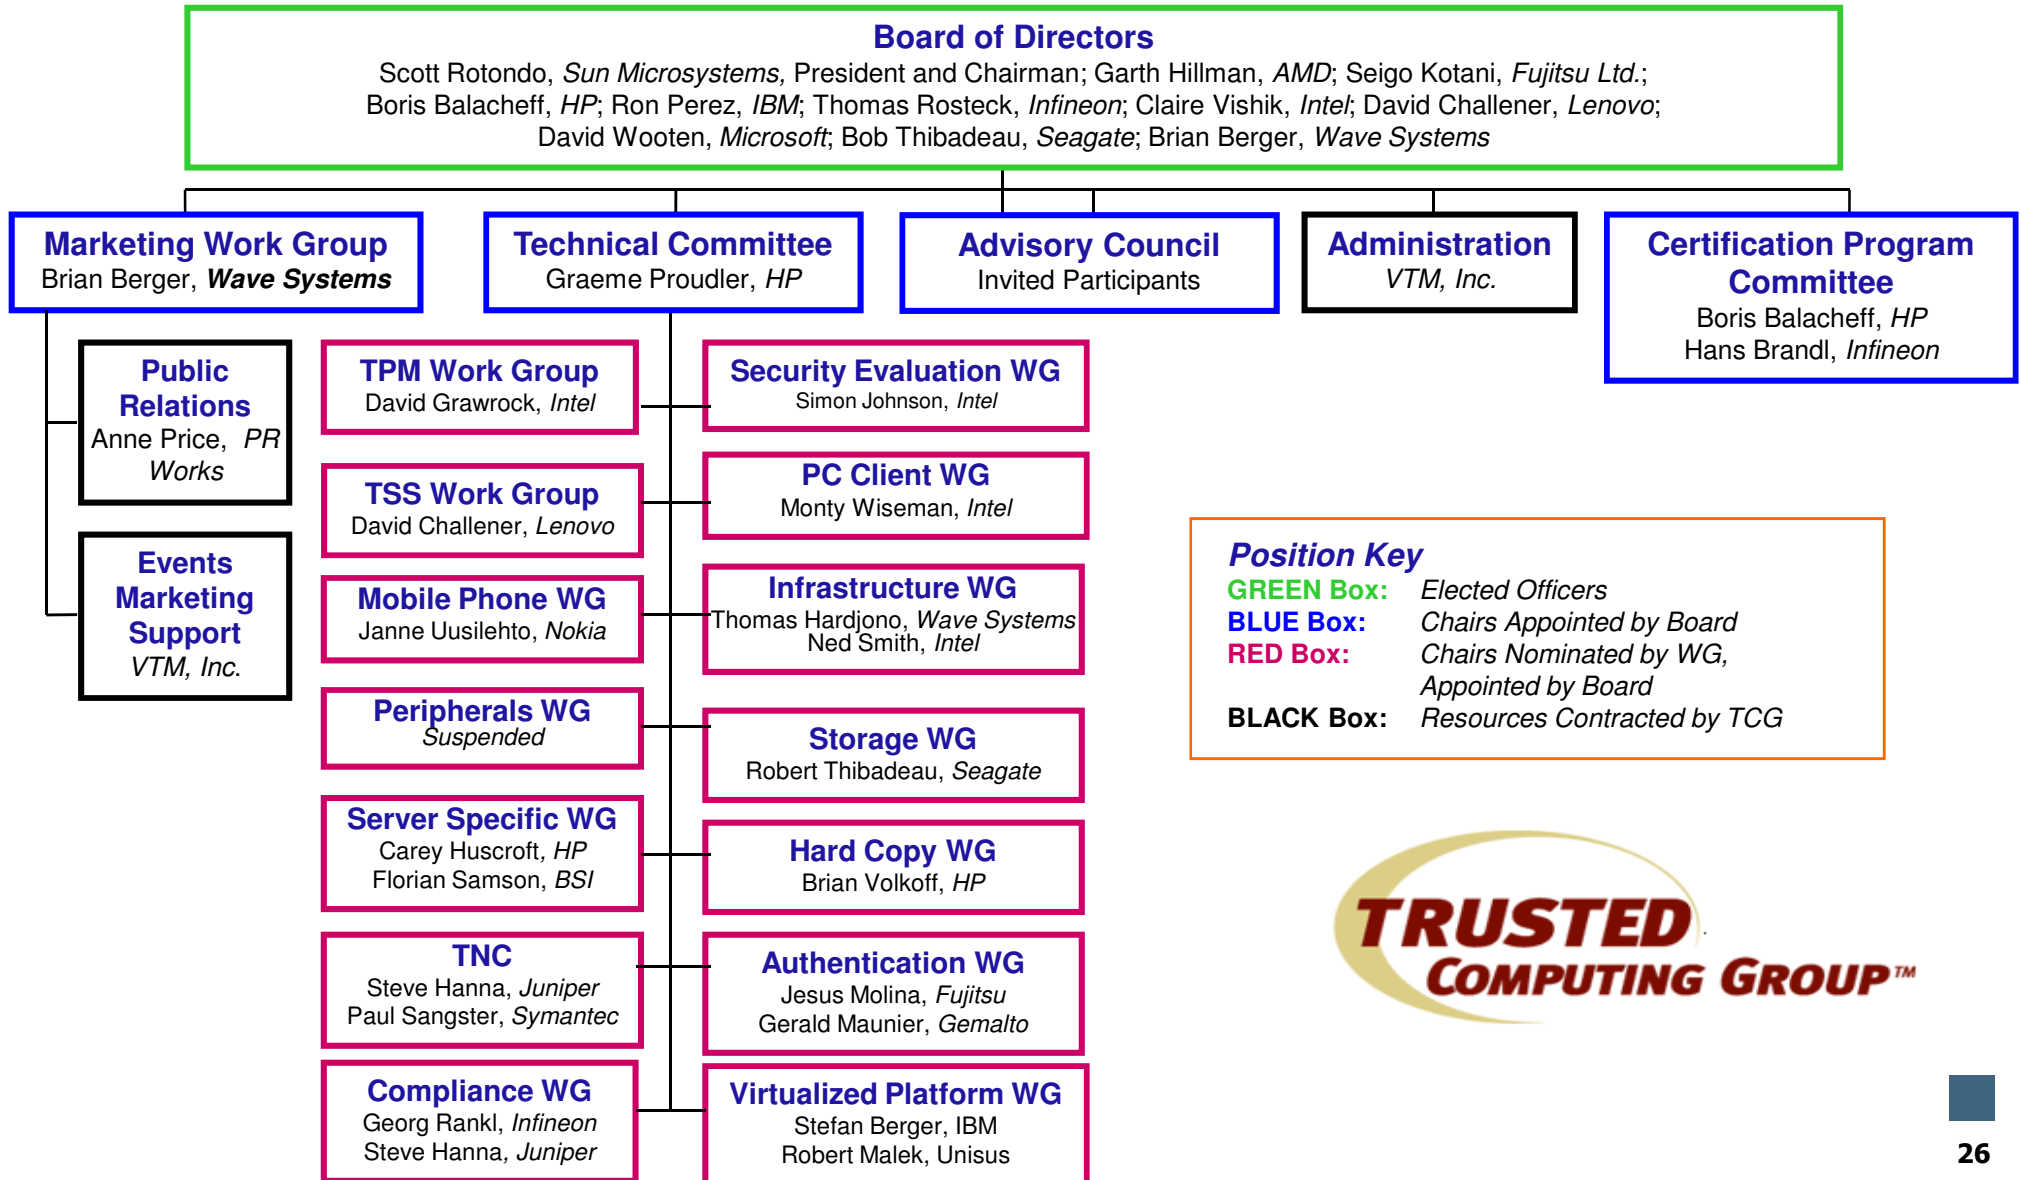 Board of Directors
Scott Rotondo, Sun Microsystems, President and Chairman; Garth Hillman, AMD; Seigo Kotani, Fujitsu Ltd.;
Boris Balacheff, HP; Ron Perez, IBM; Thomas Rosteck, Infineon; Claire Vishik, Intel; David Challener, Lenovo;
David Wooten, Microsoft; Bob Thibadeau, Seagate; Brian Berger, Wave Systems
Marketing Work Group
Brian Berger, Wave Systems
Technical Committee
Graeme Proudler, HP
Advisory Council
Invited Participants
Administration
VTM, Inc.
Certification Program
Committee
Boris Balacheff, HP
Hans Brandl, Infineon
Public
Relations
Anne Price, PR
Works
Events
Marketing
Support
VTM, Inc.
TPM Work Group
David Grawrock, Intel
Security Evaluation WG
Simon Johnson, Intel
TSS Work Group
David Challener, Lenovo
PC Client WG
Monty Wiseman, Intel
Mobile Phone WG
Janne Uusilehto, Nokia
Infrastructure WG
Thomas Hardjono, Wave Systems
Ned Smith, Intel
Peripherals WG
Suspended
Storage WG
Robert Thibadeau, Seagate
Server Specific WG
Carey Huscroft, HP
Florian Samson, BSI
Hard Copy WG
Brian Volkoff, HP
TNC
Steve Hanna, Juniper
Paul Sangster, Symantec
Authentication WG
Jesus Molina, Fujitsu
Gerald Maunier, Gemalto
Compliance WG
Georg Rankl, Infineon
Steve Hanna, Juniper
Virtualized Platform WG
Stefan Berger, IBM
Robert Malek, Unisus
Position Key
GREEN Box: Elected Officers
BLUE Box: Chairs Appointed by Board
RED Box: Chairs Nominated by WG,
Appointed by Board
BLACK Box: Resources Contracted by TCG
TRUSTED
COMPUTING GROUP™
26